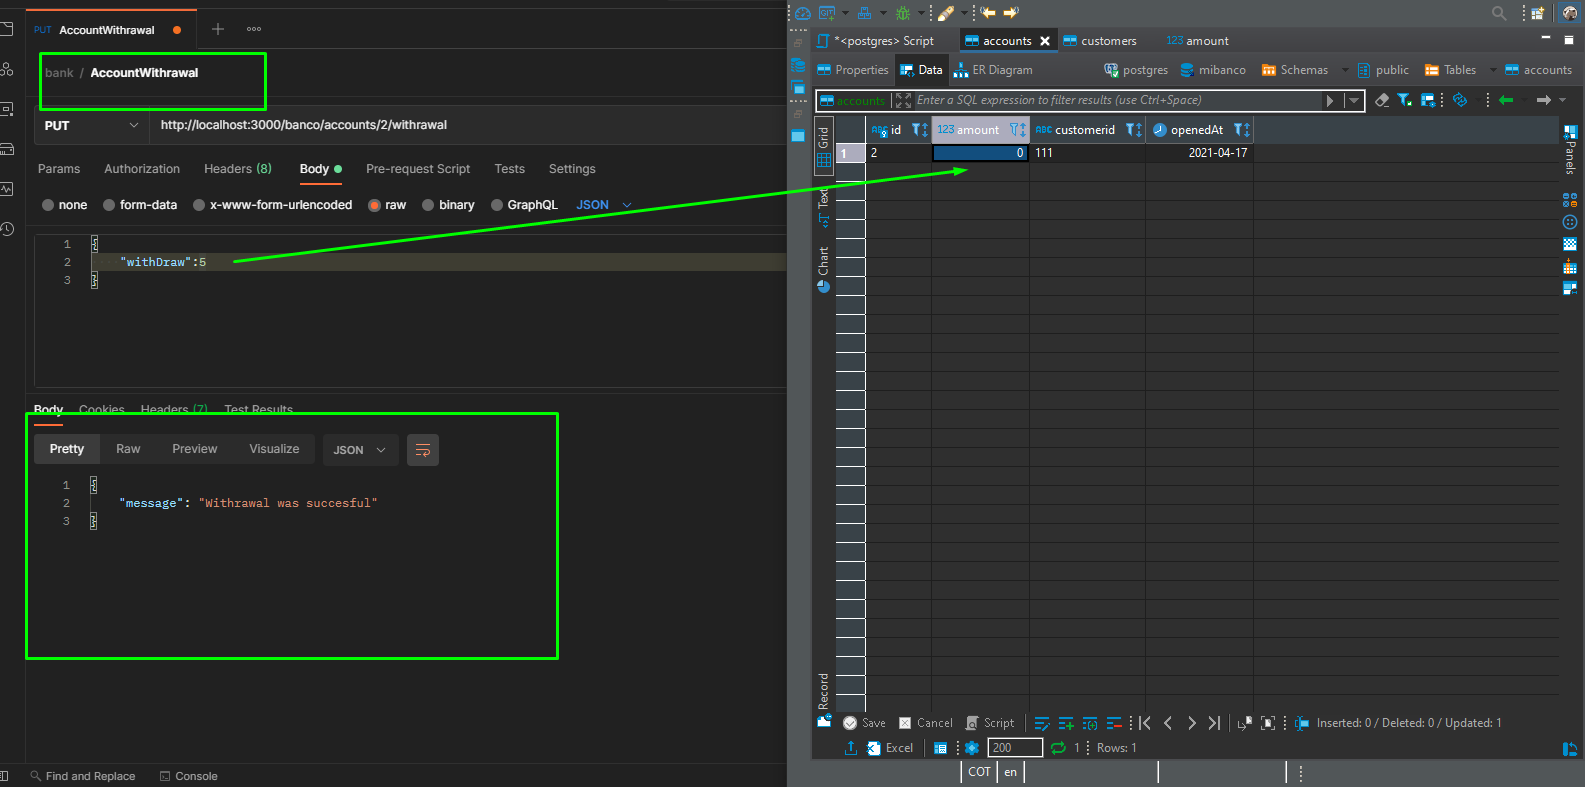 PUT AccountWithrawal
bank / AccountWithrawal
PUT http://localhost:3000/banco/accounts/2/withrawal
Params Authorization Headers (8) Body Pre-request Script Tests Settings
none form-data x-www-form-urlencoded raw binary GraphQL JSON
1 {
2 "withDraw":5
3 }
Body Cookies Headers (7) Test Results
Pretty Raw Preview Visualize JSON
1 {
2 "message": "Withrawal was succesful"
3 }
Find and Replace Console
GIT
*<postgres> Script accounts customers 123 amount
Properties Data ER Diagram postgres mibanco Schemas public Tables accounts
accounts Enter a SQL expression to filter results (use Ctrl+Space)
Grid
Text
Chart
Record
Panels
ABC id 123 amount ABC customerid openedAt
1 2 0 111 2021-04-17
Save Cancel Script Inserted: 0 / Deleted: 0 / Updated: 1
Excel 200 1 Rows: 1
COT en